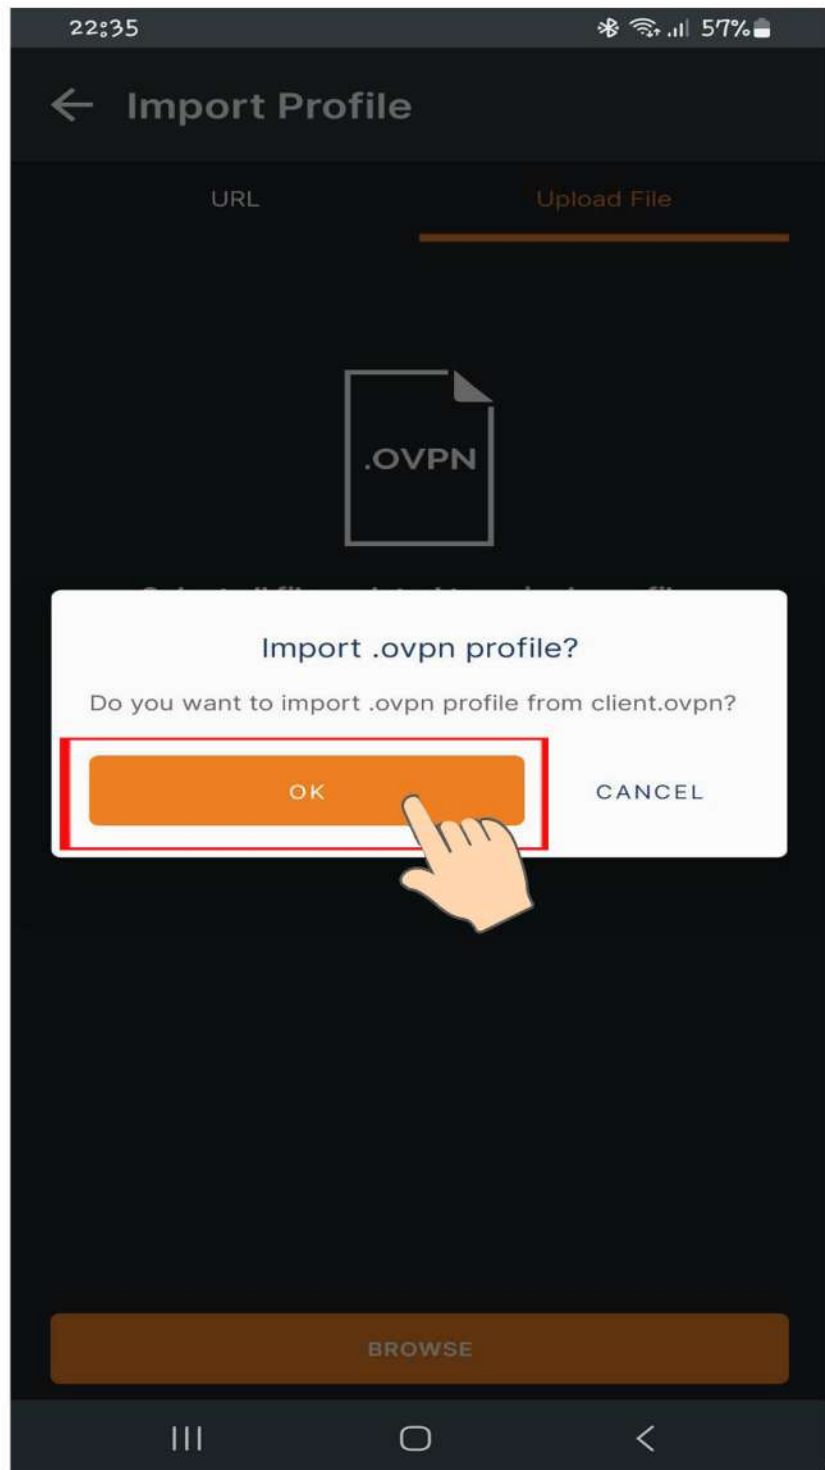 22:35
57%
Import Profile
URL
Upload File
.OVPN
Import .ovpn profile?
Do you want to import .ovpn profile from client.ovpn?
OK
CANCEL
BROWSE